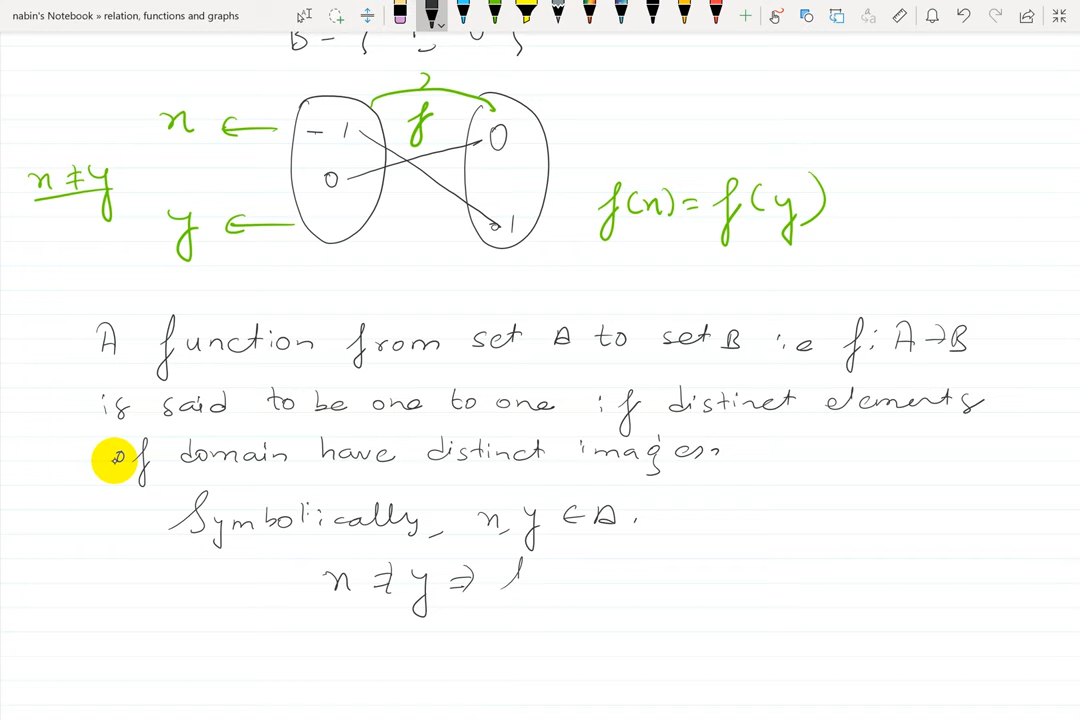 nabin's Notebook » relation, functions and graphs
B = {
f
x ← - 1 0
x ≠ y
0
y ← 1
f(x) = f(y)
A function from set A to set B i.e f: A → B
is said to be one to one if distinct elements
of domain have distinct images.
Symbolically, x, y ∈ A.
x ≠ y ⇒